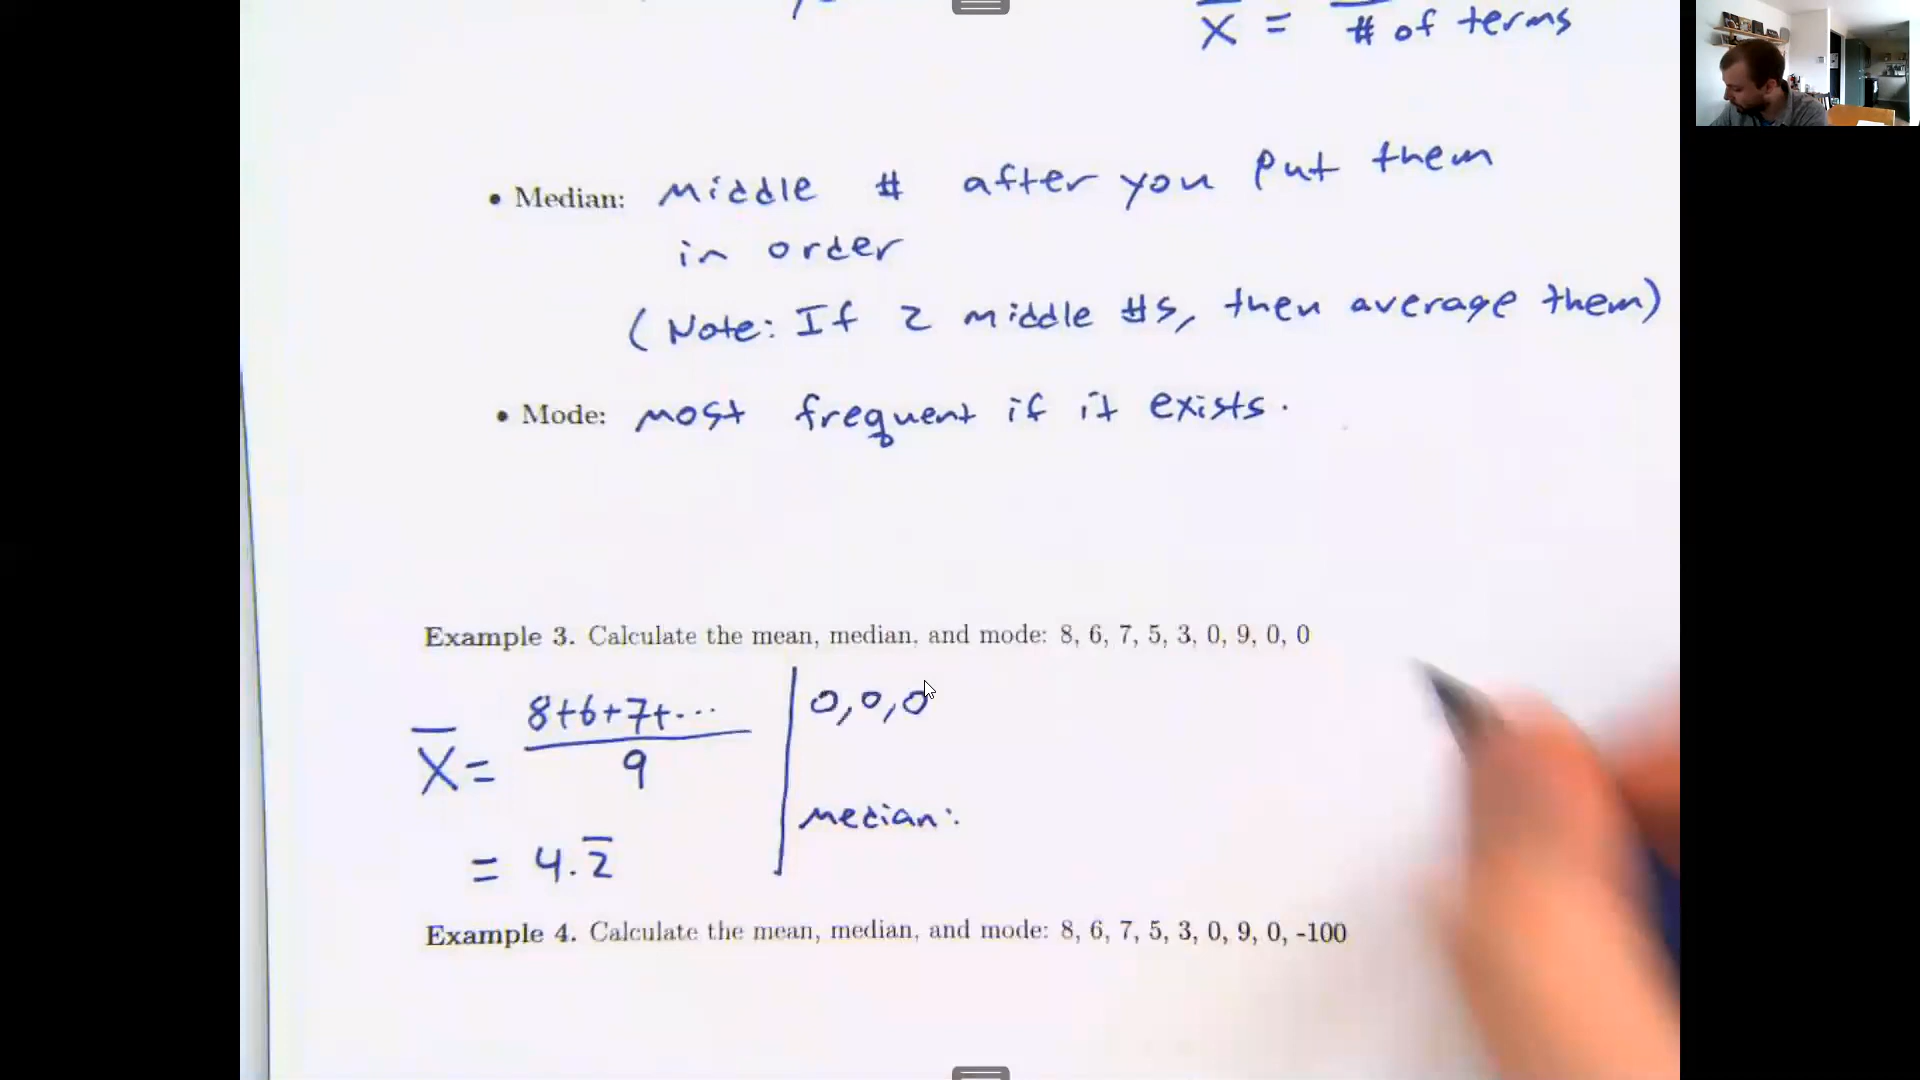 X̄ = # of terms
• Median: middle # after you put them
in order
(Note: If 2 middle #s, then average them)
• Mode: most frequent if it exists.
Example 3. Calculate the mean, median, and mode: 8, 6, 7, 5, 3, 0, 9, 0, 0
8+6+7+...
X̄ =
9
0,0,0
= 4.2̄
median:
Example 4. Calculate the mean, median, and mode: 8, 6, 7, 5, 3, 0, 9, 0, -100